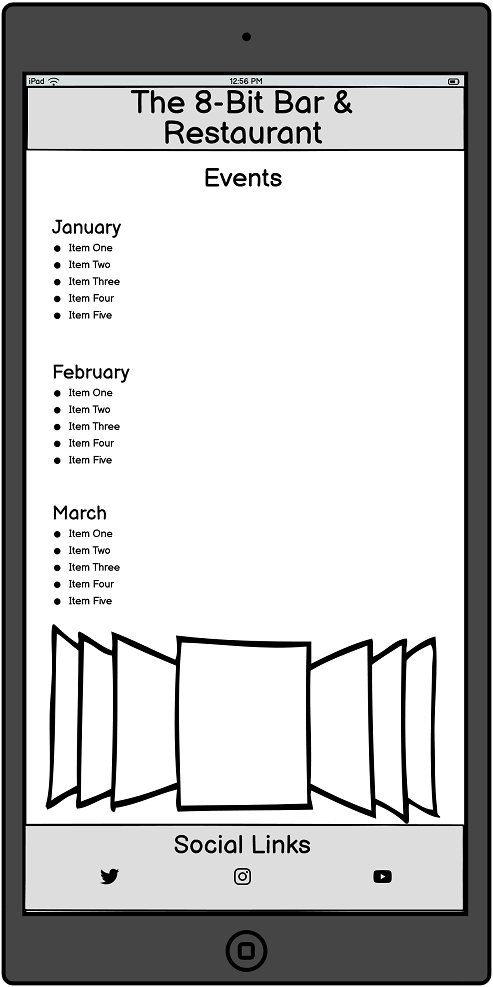 iPad
12:56 PM
The 8-Bit Bar &
Restaurant
Events
January
Item One
Item Two
Item Three
Item Four
Item Five
February
Item One
Item Two
Item Three
Item Four
Item Five
March
Item One
Item Two
Item Three
Item Four
Item Five
Social Links